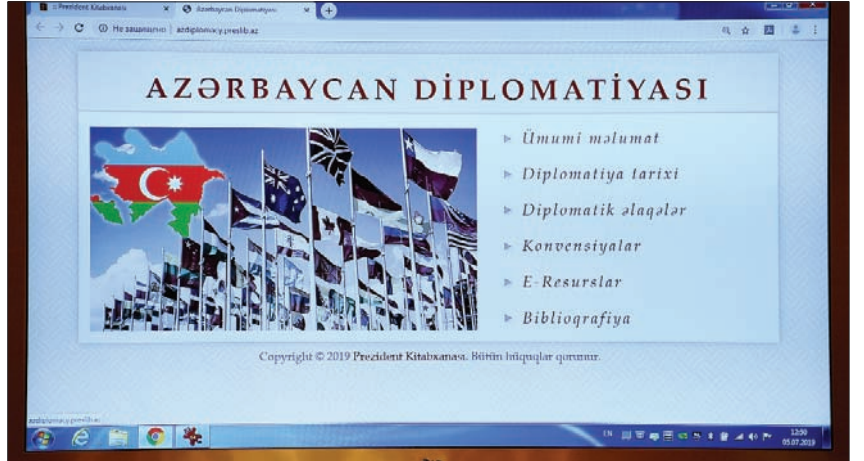 Prezident Kitabxanası
Azərbaycan Diplomatiyası
Не защищено | azdiplomacy.preslib.az
AZƏRBAYCAN DİPLOMATİYASI
Ümumi məlumat
Diplomatiya tarixi
Diplomatik əlaqələr
Konvensiyalar
E-Resurslar
Biblioqrafiya
Copyright © 2019 Prezident Kitabxanası. Bütün hüquqlar qorunur.
azdiplomacy.preslib.az
EN
12:50
05.07.2019